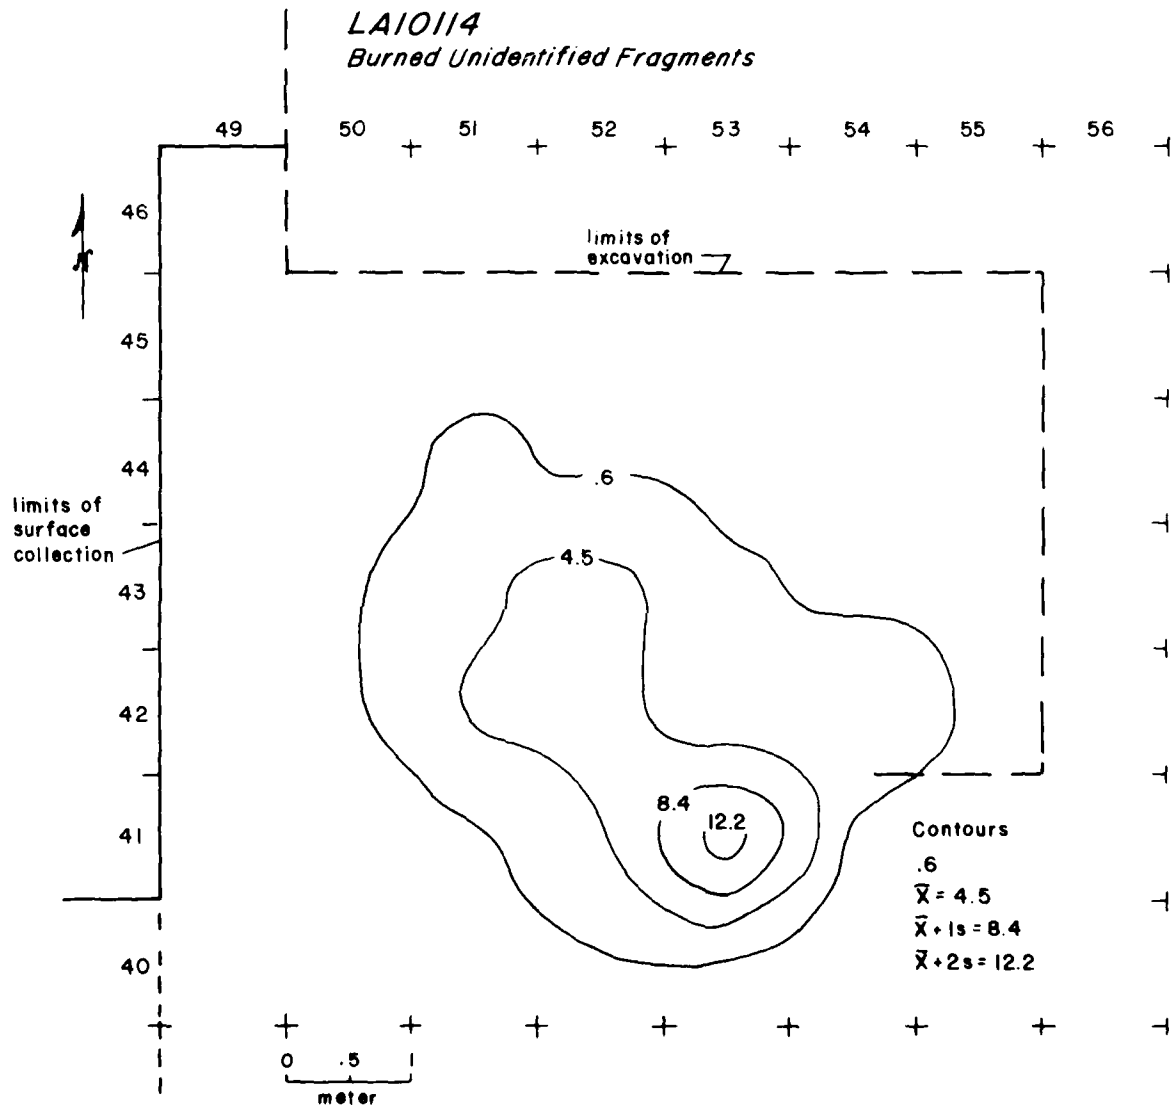 LA10114
Burned Unidentified Fragments
49 50 51 52 53 54 55 56
46
N
limits of
excavation
45
44
.6
limits of
surface
collection
4.5
43
42
8.4
12.2
41
Contours
.6
X̄ = 4.5
X̄ + 1s = 8.4
X̄ + 2s = 12.2
40
0 .5 1
meter